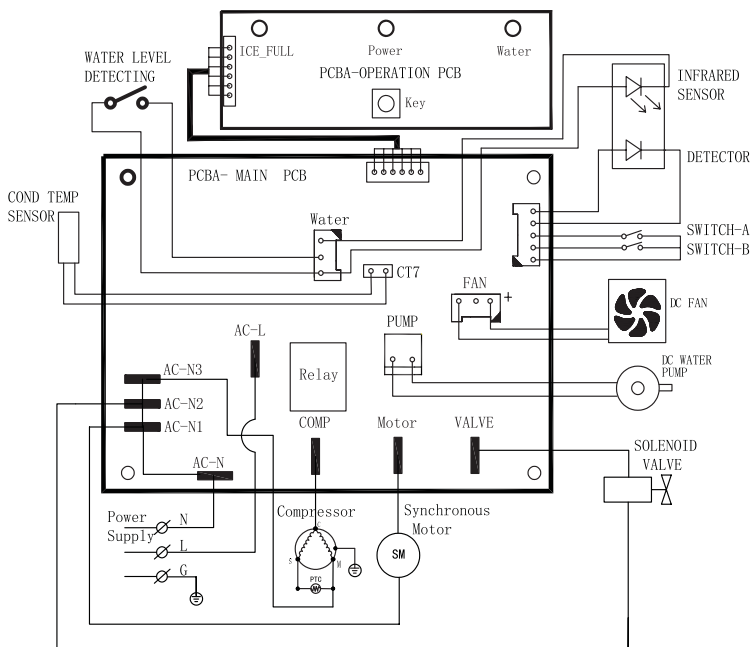 ICE_FULL
Power
Water
PCBA-OPERATION PCB
Key
WATER LEVEL
DETECTING
INFRARED
SENSOR
DETECTOR
PCBA- MAIN PCB
COND TEMP
SENSOR
Water
CT7
SWITCH-A
SWITCH-B
FAN
+
DC FAN
PUMP
DC WATER
PUMP
AC-L
Relay
AC-N3
AC-N2
AC-N1
AC-N
COMP
Motor
VALVE
SOLENOID
VALVE
Power
Supply
N
L
G
Compressor
C
S
M
PTC
Synchronous
Motor
SM